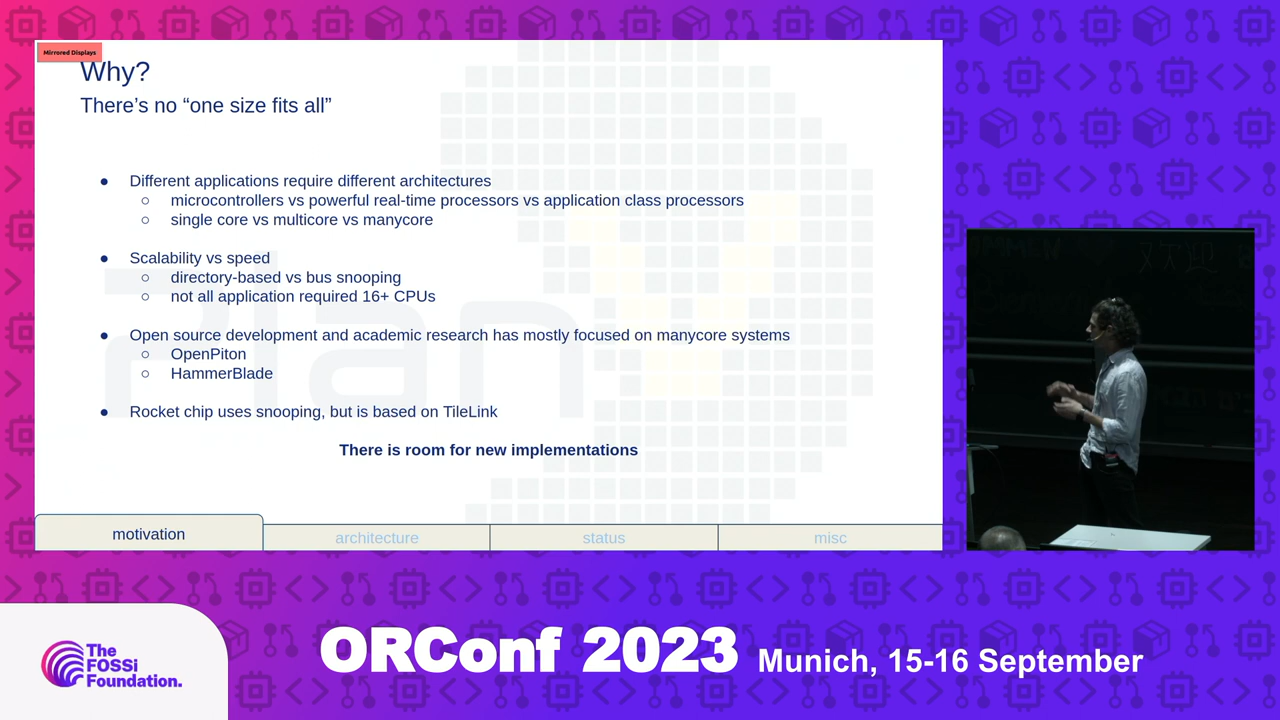 Mirrored Displays
Why?
There's no “one size fits all”
● Different applications require different architectures
○ microcontrollers vs powerful real-time processors vs application class processors
○ single core vs multicore vs manycore
● Scalability vs speed
○ directory-based vs bus snooping
○ not all application required 16+ CPUs
● Open source development and academic research has mostly focused on manycore systems
○ OpenPiton
○ HammerBlade
● Rocket chip uses snooping, but is based on TileLink
There is room for new implementations
motivation
architecture
status
misc
The
FOSSi
Foundation.
ORConf 2023 Munich, 15-16 September